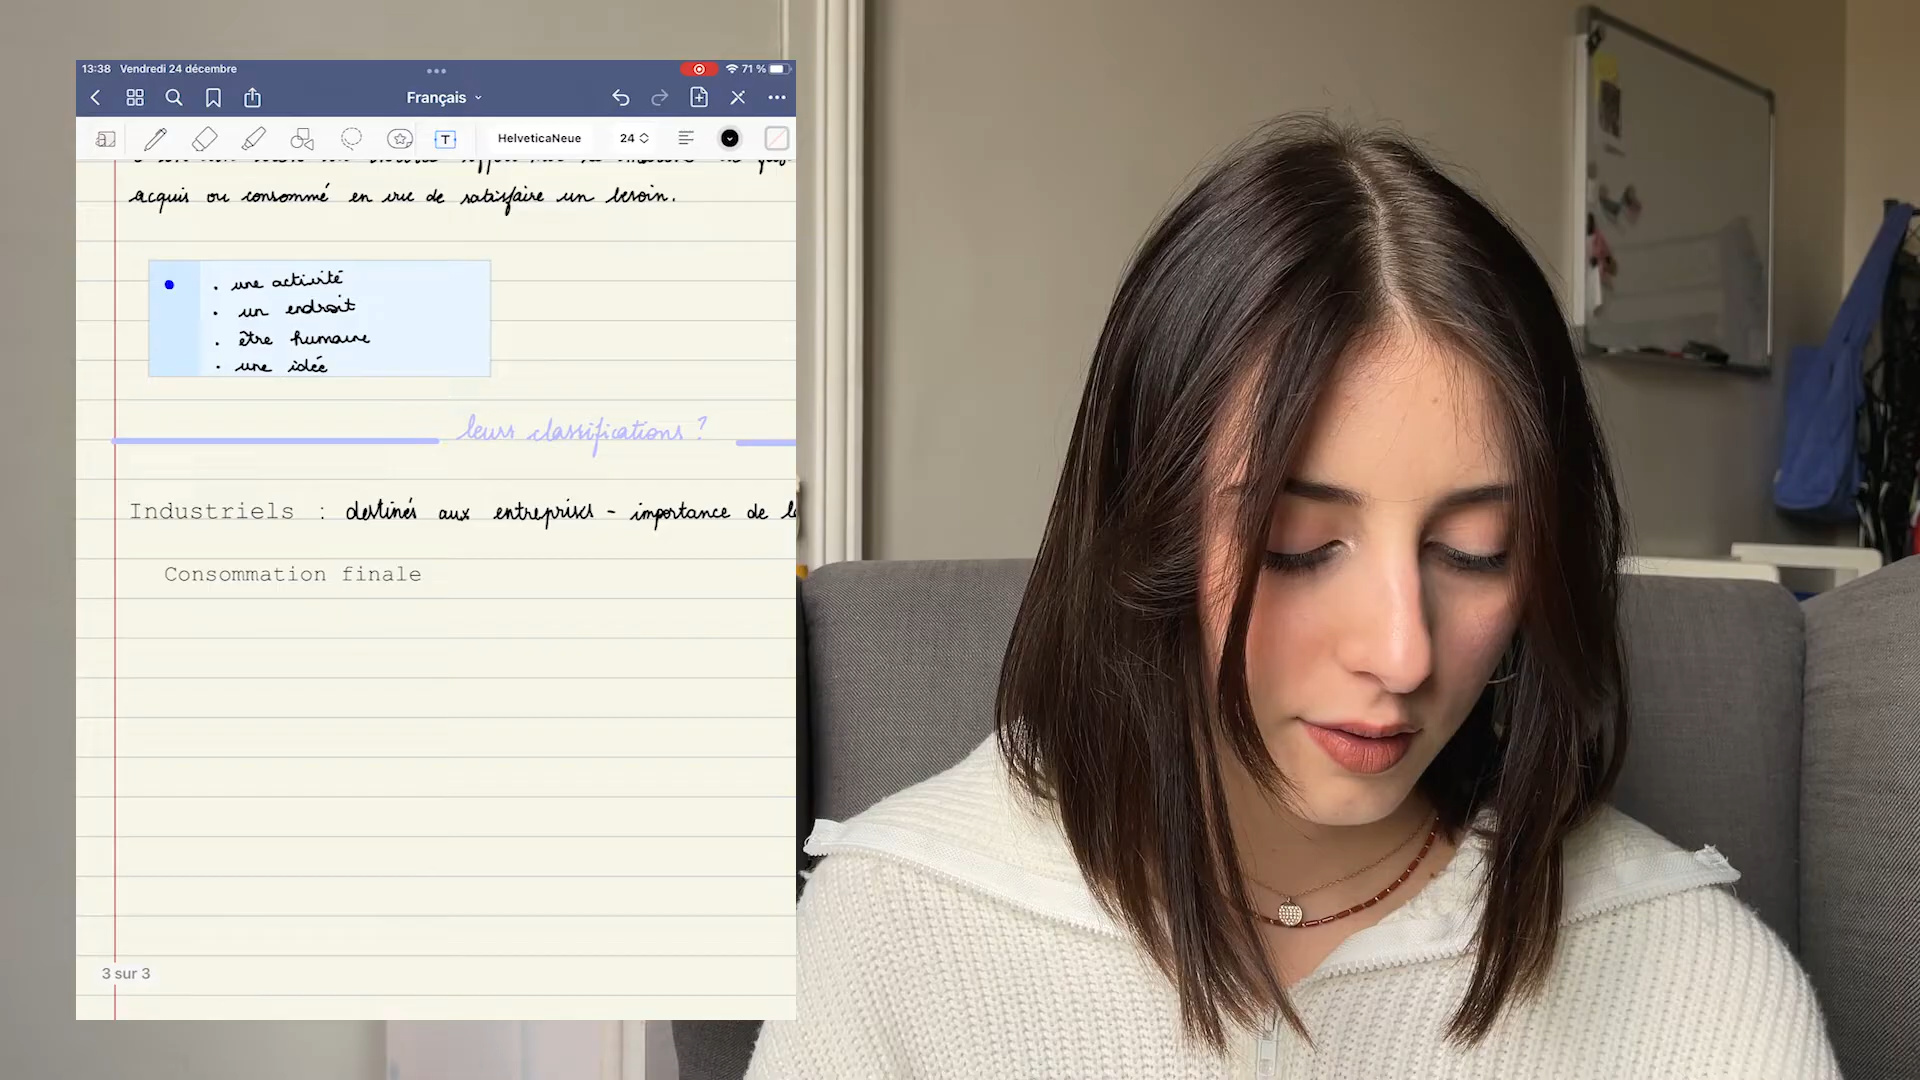 13:38 Vendredi 24 décembre
71 %
Français
T HelveticaNeue 24
acquis ou consommé en vue de satisfaire un besoin.
. une activité
. un endroit
. être humaine
. une idée
leurs classifications ?
Industriels : destinés aux entreprises - importance de
Consommation finale
3 sur 3